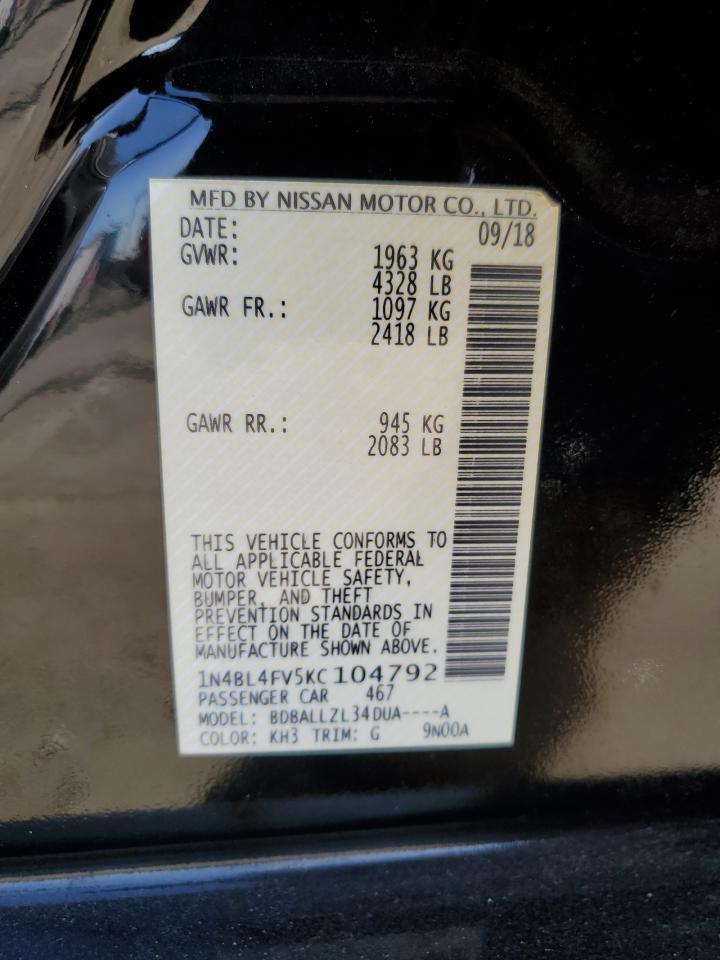 MFD BY NISSAN MOTOR CO., LTD.
DATE: 09/18
GVWR: 1963 KG
4328 LB
GAWR FR.: 1097 KG
2418 LB
GAWR RR.: 945 KG
2083 LB
THIS VEHICLE CONFORMS TO
ALL APPLICABLE FEDERAL
MOTOR VEHICLE SAFETY,
BUMPER, AND THEFT
PREVENTION STANDARDS IN
EFFECT ON THE DATE OF
MANUFACTURE SHOWN ABOVE.
1N4BL4FV5KC104792
PASSENGER CAR 467
MODEL: BDBALLZL34DUA----A
COLOR: KH3 TRIM: G 9N00A